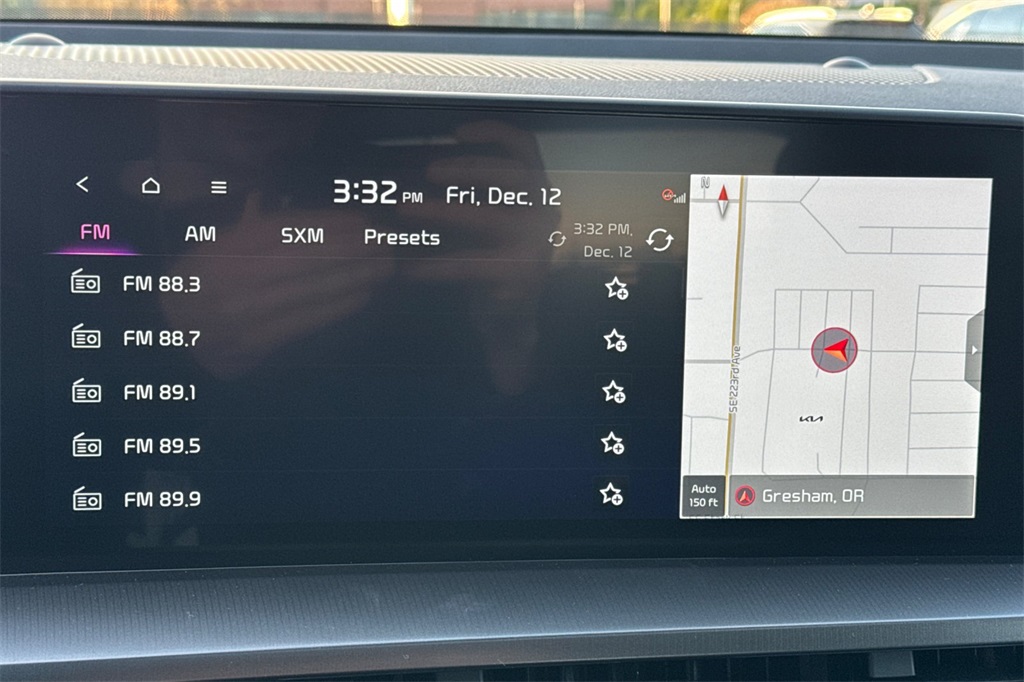 3:32 PM Fri, Dec. 12
FM AM SXM Presets
3:32 PM,
Dec. 12
FM 88.3
FM 88.7
FM 89.1
FM 89.5
FM 89.9
N
SE 223rd Ave
KIA
Auto
150 ft
Gresham, OR